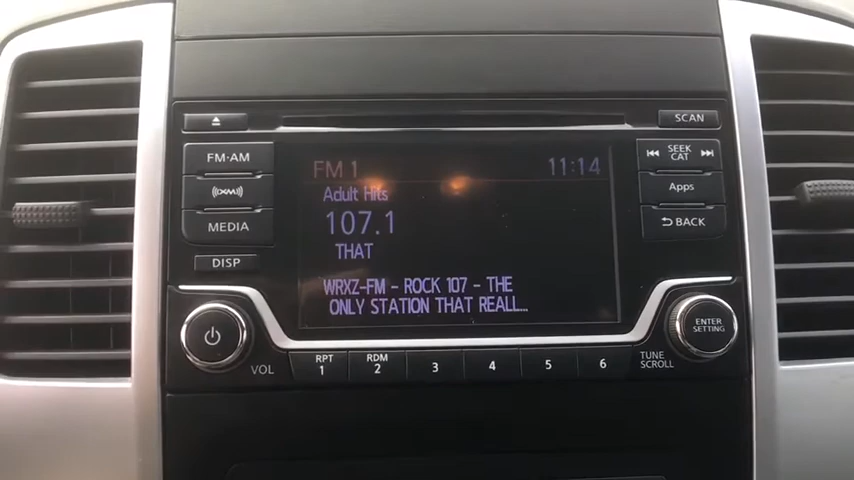 SCAN
FM·AM
SEEK
CAT
((XM))
Apps
MEDIA
BACK
DISP
FM 1 11:14
Adult Hits
107.1
THAT
WRXZ-FM - ROCK 107 - THE
ONLY STATION THAT REALL...
ENTER
SETTING
VOL
RPT
1
RDM
2
3
4
5
6
TUNE
SCROLL